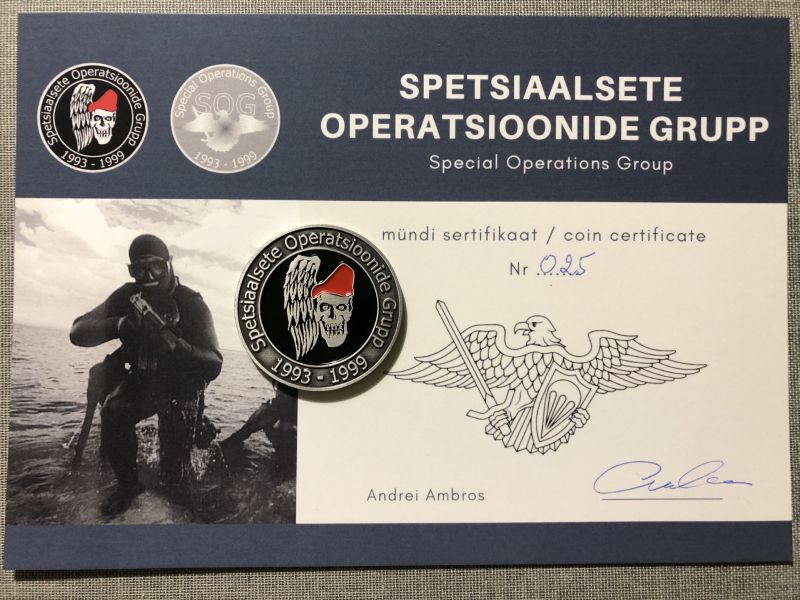 Spetsiaalsete Operatsioonide Grupp
1993 - 1999
Special Operations Group
SOG
1993 - 1999
SPETSIAALSETE
OPERATSIOONIDE GRUPP
Special Operations Group
mündi sertifikaat / coin certificate
Nr 025
Spetsiaalsete Operatsioonide Grupp
1993 - 1999
Andrei Ambros